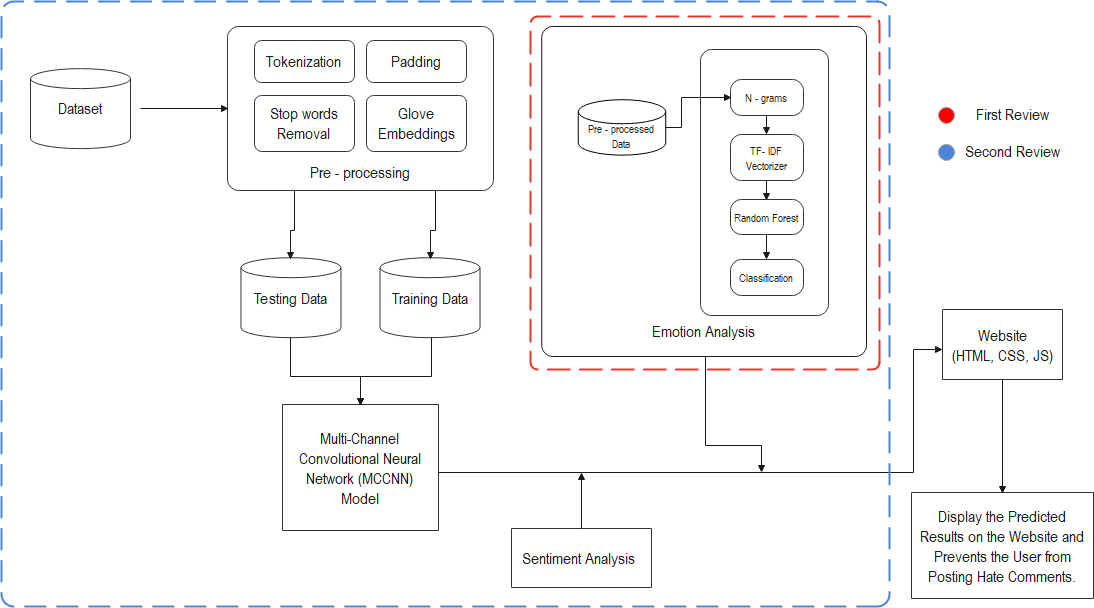 Dataset
Tokenization
Padding
Stop words
Removal
Glove
Embeddings
Pre - processing
Testing Data
Training Data
Multi-Channel
Convolutional Neural
Network (MCCNN)
Model
Sentiment Analysis
Pre - processed
Data
N - grams
TF- IDF
Vectorizer
Random Forest
Classification
Emotion Analysis
First Review
Second Review
Website
(HTML, CSS, JS)
Display the Predicted
Results on the Website and
Prevents the User from
Posting Hate Comments.